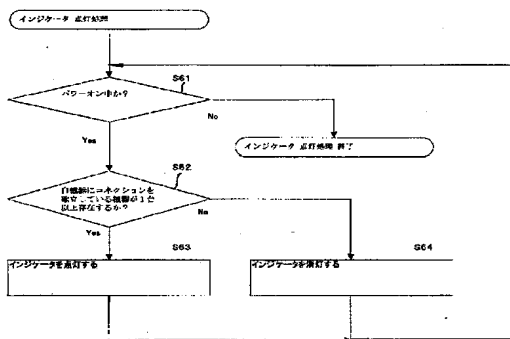 インジケータ 点灯処理
S61
パワーオン中か?
No
Yes
インジケータ 点灯処理 終了
S62
自機器にコネクションを
確立している機器が1台
以上存在するか?
No
Yes
S63
S64
インジケータを点灯する
インジケータを消灯する